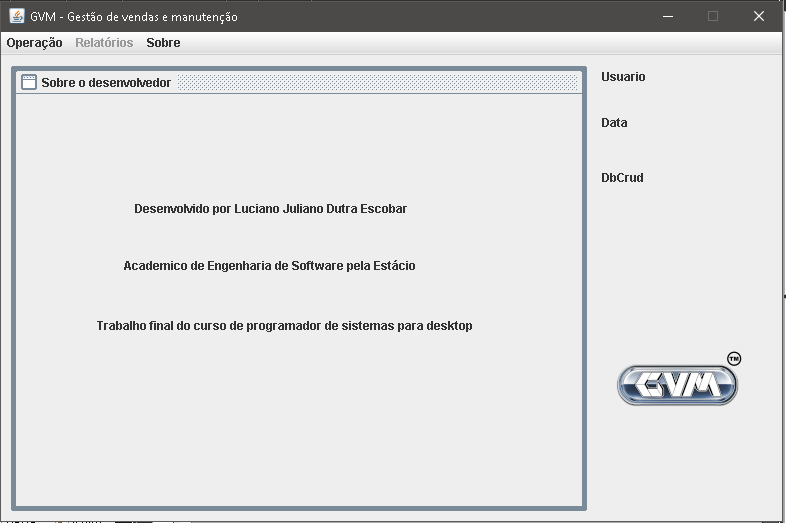 GVM - Gestão de vendas e manutenção
Operação Relatórios Sobre
Sobre o desenvolvedor
Desenvolvido por Luciano Juliano Dutra Escobar
Academico de Engenharia de Software pela Estácio
Trabalho final do curso de programador de sistemas para desktop
Usuario
Data
DbCrud
GVM TM